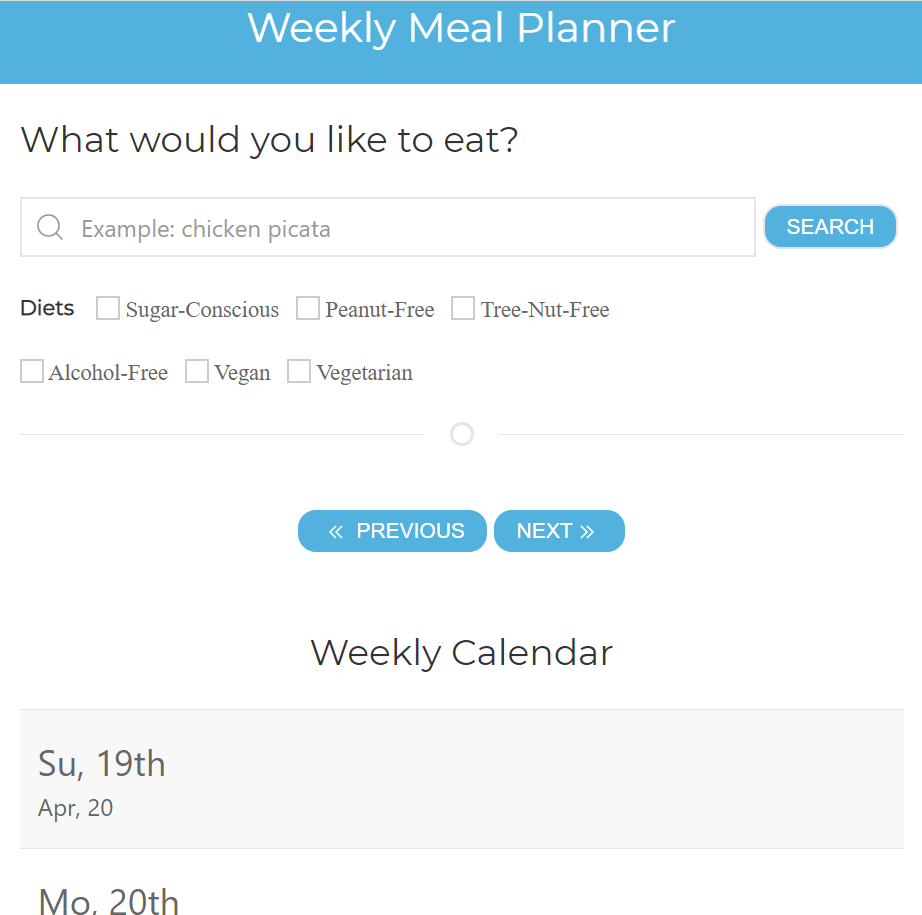 Weekly Meal Planner
What would you like to eat?
Example: chicken picata
SEARCH
Diets Sugar-Conscious Peanut-Free Tree-Nut-Free
Alcohol-Free Vegan Vegetarian
« PREVIOUS NEXT »
Weekly Calendar
Su, 19th
Apr, 20
Mo, 20th